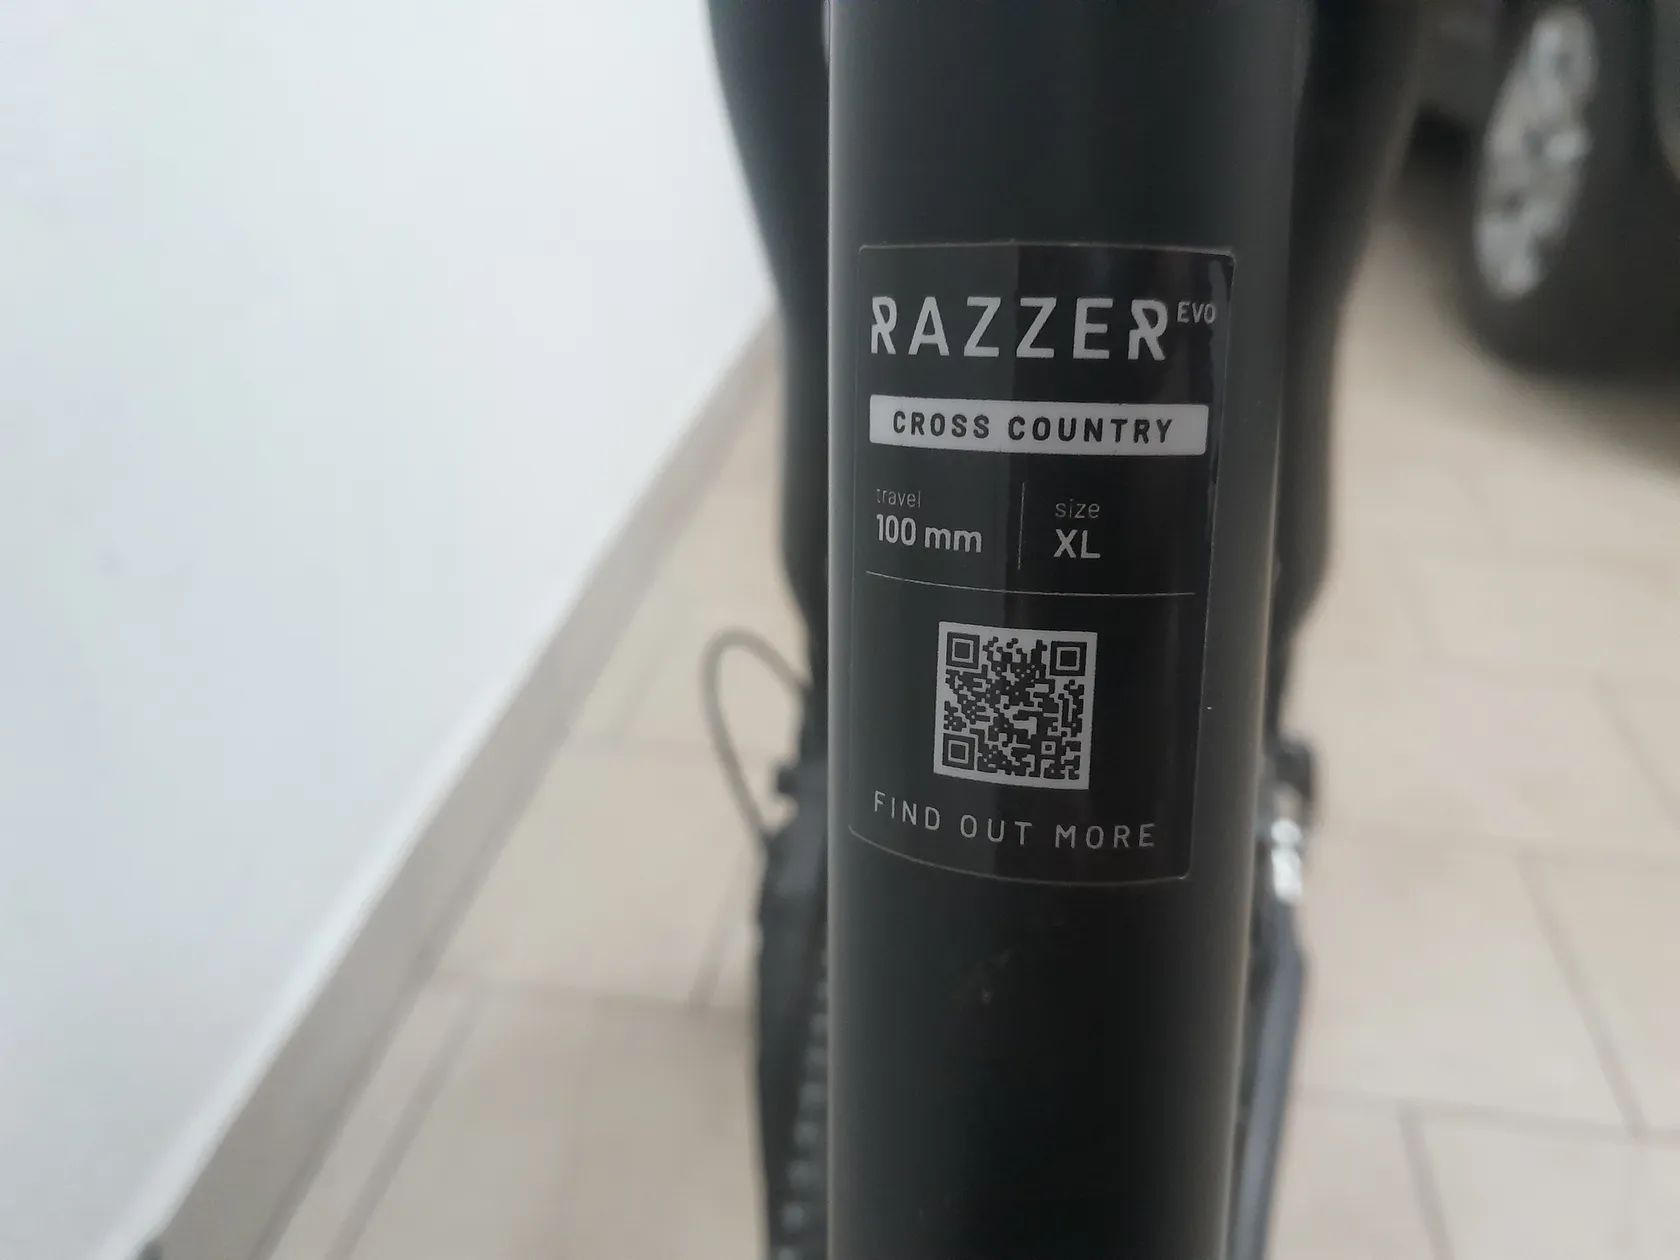 RAZZER EVO
CROSS COUNTRY
travel size
100 mm XL
FIND OUT MORE